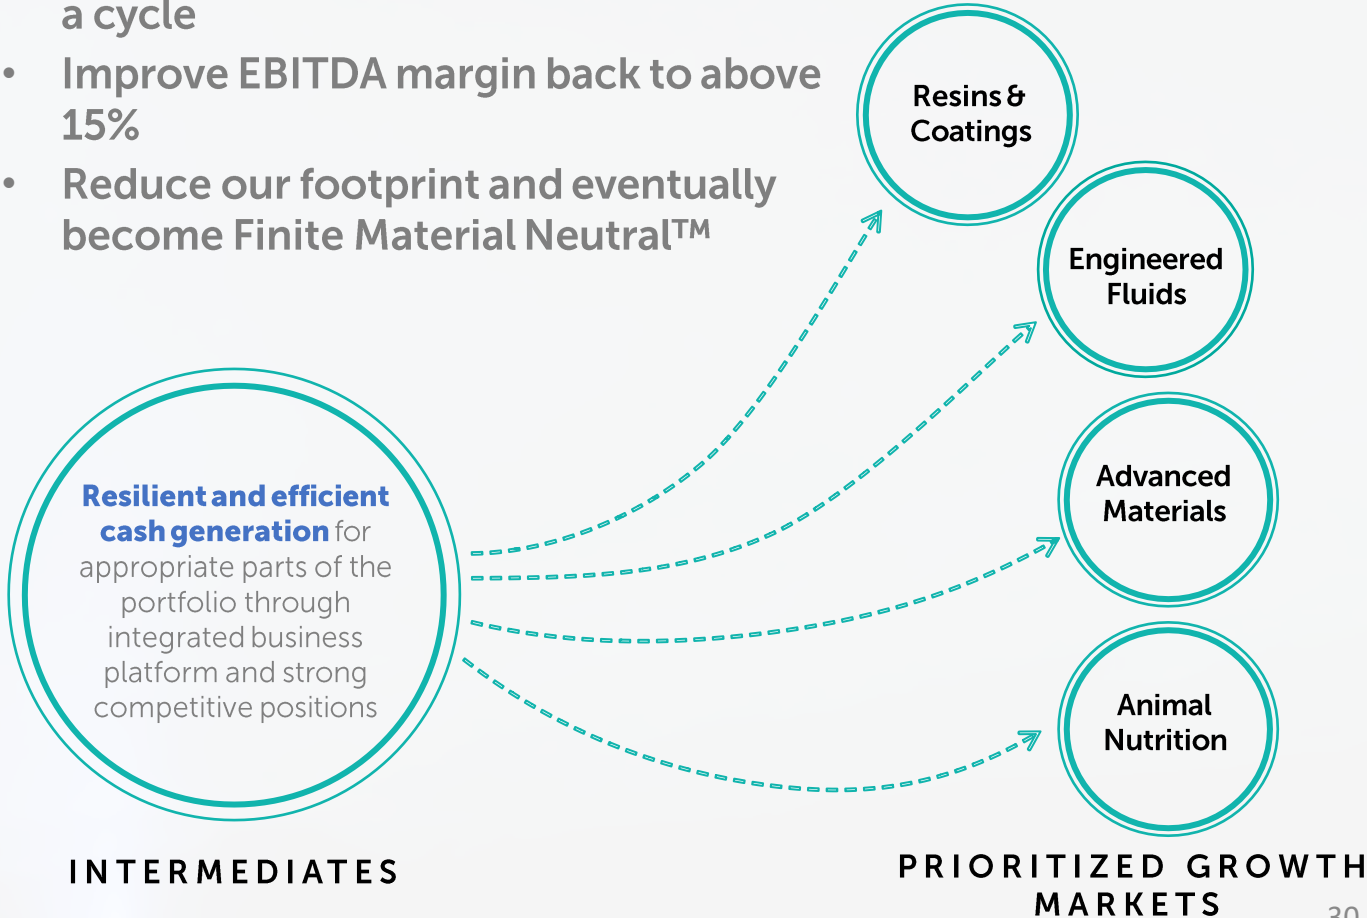 a cycle
• Improve EBITDA margin back to above
15%
• Reduce our footprint and eventually
become Finite Material Neutral™
Resins &
Coatings
Engineered
Fluids
Advanced
Materials
Animal
Nutrition
Resilient and efficient
cash generation for
appropriate parts of the
portfolio through
integrated business
platform and strong
competitive positions
INTERMEDIATES
PRIORITIZED GROWTH
MARKETS
30